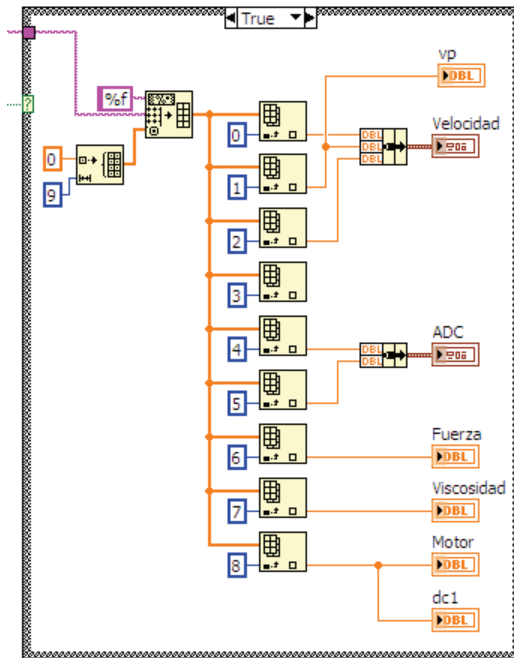 True
vp
%f
DBL
Velocidad
0
DBL
0
DBL
9
1
DBL
2
3
ADC
4
DBL
DBL
5
Fuerza
6
DBL
Viscosidad
7
DBL
Motor
8
DBL
dc1
DBL